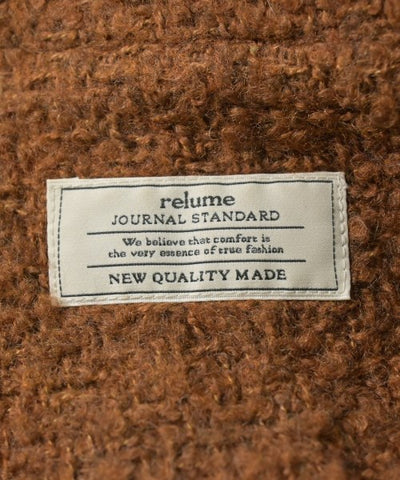 relume
JOURNAL STANDARD
We believe that comfort is
the very essence of true fashion
NEW QUALITY MADE